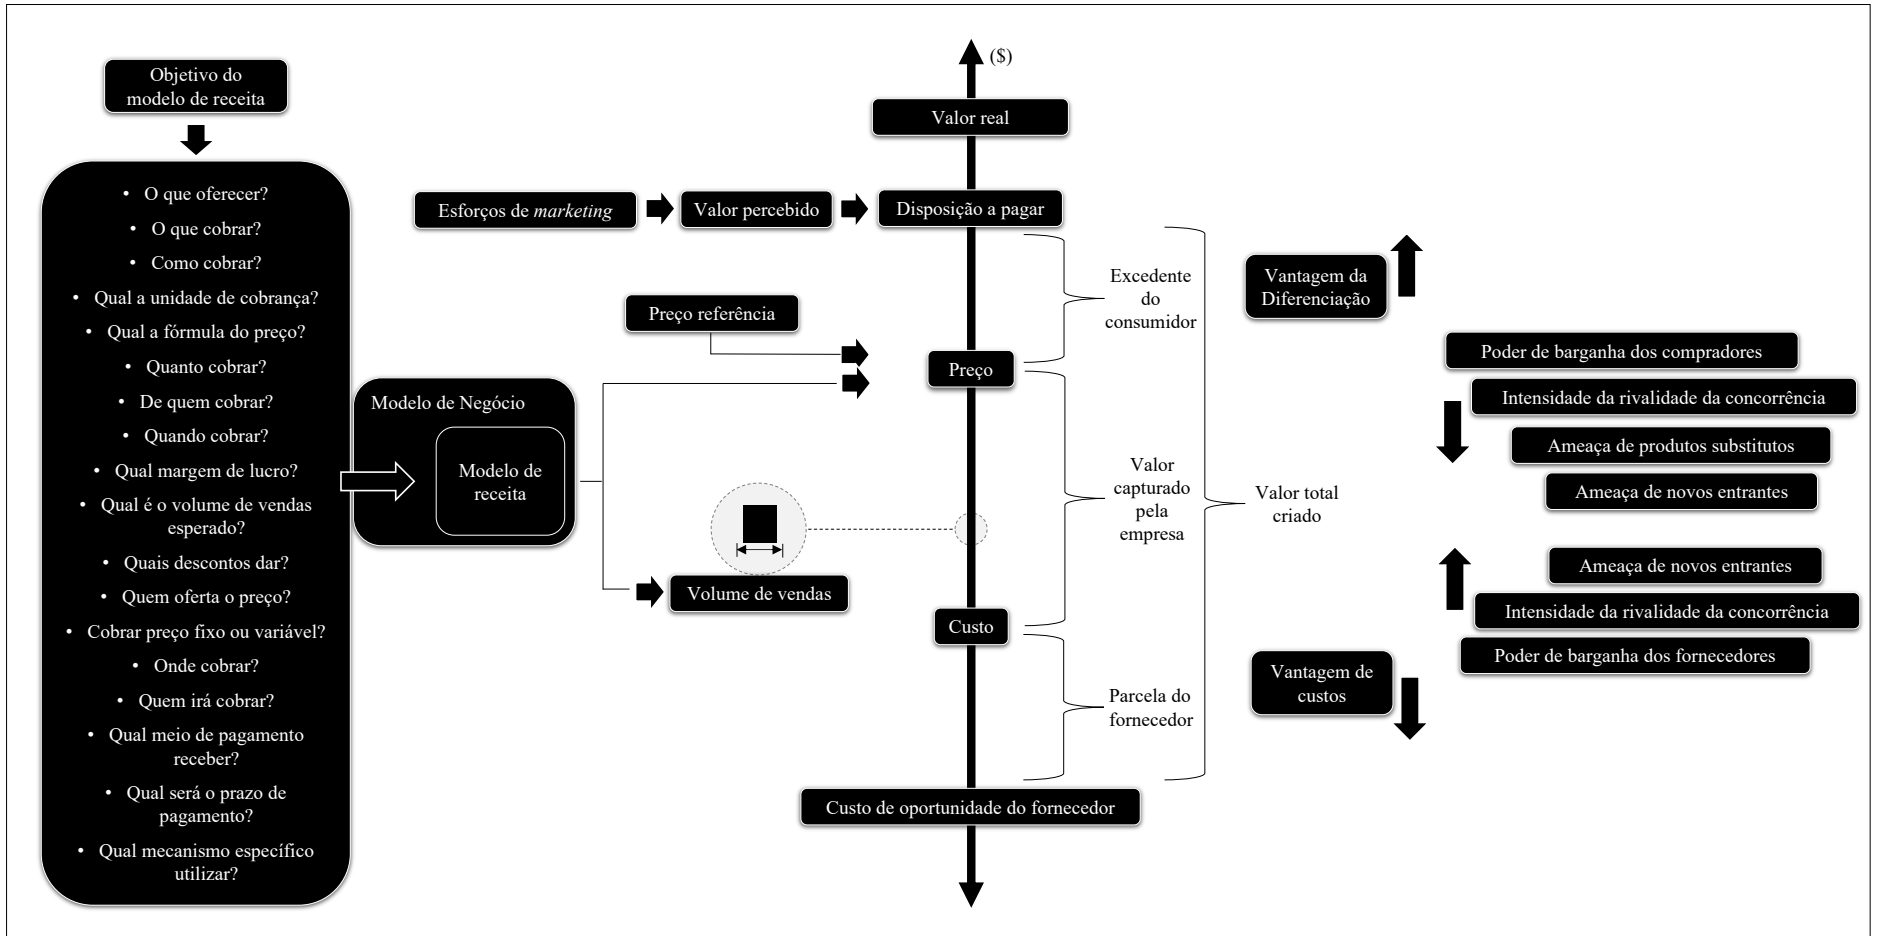 Objetivo do
modelo de receita
• O que oferecer?
• O que cobrar?
• Como cobrar?
• Qual a unidade de cobrança?
• Qual a fórmula do preço?
• Quanto cobrar?
• De quem cobrar?
• Quando cobrar?
• Qual margem de lucro?
• Qual é o volume de vendas
esperado?
• Quais descontos dar?
• Quem oferta o preço?
• Cobrar preço fixo ou variável?
• Onde cobrar?
• Quem irá cobrar?
• Qual meio de pagamento
receber?
• Qual será o prazo de
pagamento?
• Qual mecanismo específico
utilizar?
Modelo de Negócio
Modelo de
receita
Esforços de marketing
Valor percebido
Disposição a pagar
Preço referência
Volume de vendas
($)
Valor real
Preço
Custo
Custo de oportunidade do fornecedor
Excedente
do
consumidor
Valor
capturado
pela
empresa
Parcela do
fornecedor
Valor total
criado
Vantagem da
Diferenciação
Poder de barganha dos compradores
Intensidade da rivalidade da concorrência
Ameaça de produtos substitutos
Ameaça de novos entrantes
Ameaça de novos entrantes
Intensidade da rivalidade da concorrência
Poder de barganha dos fornecedores
Vantagem de
custos